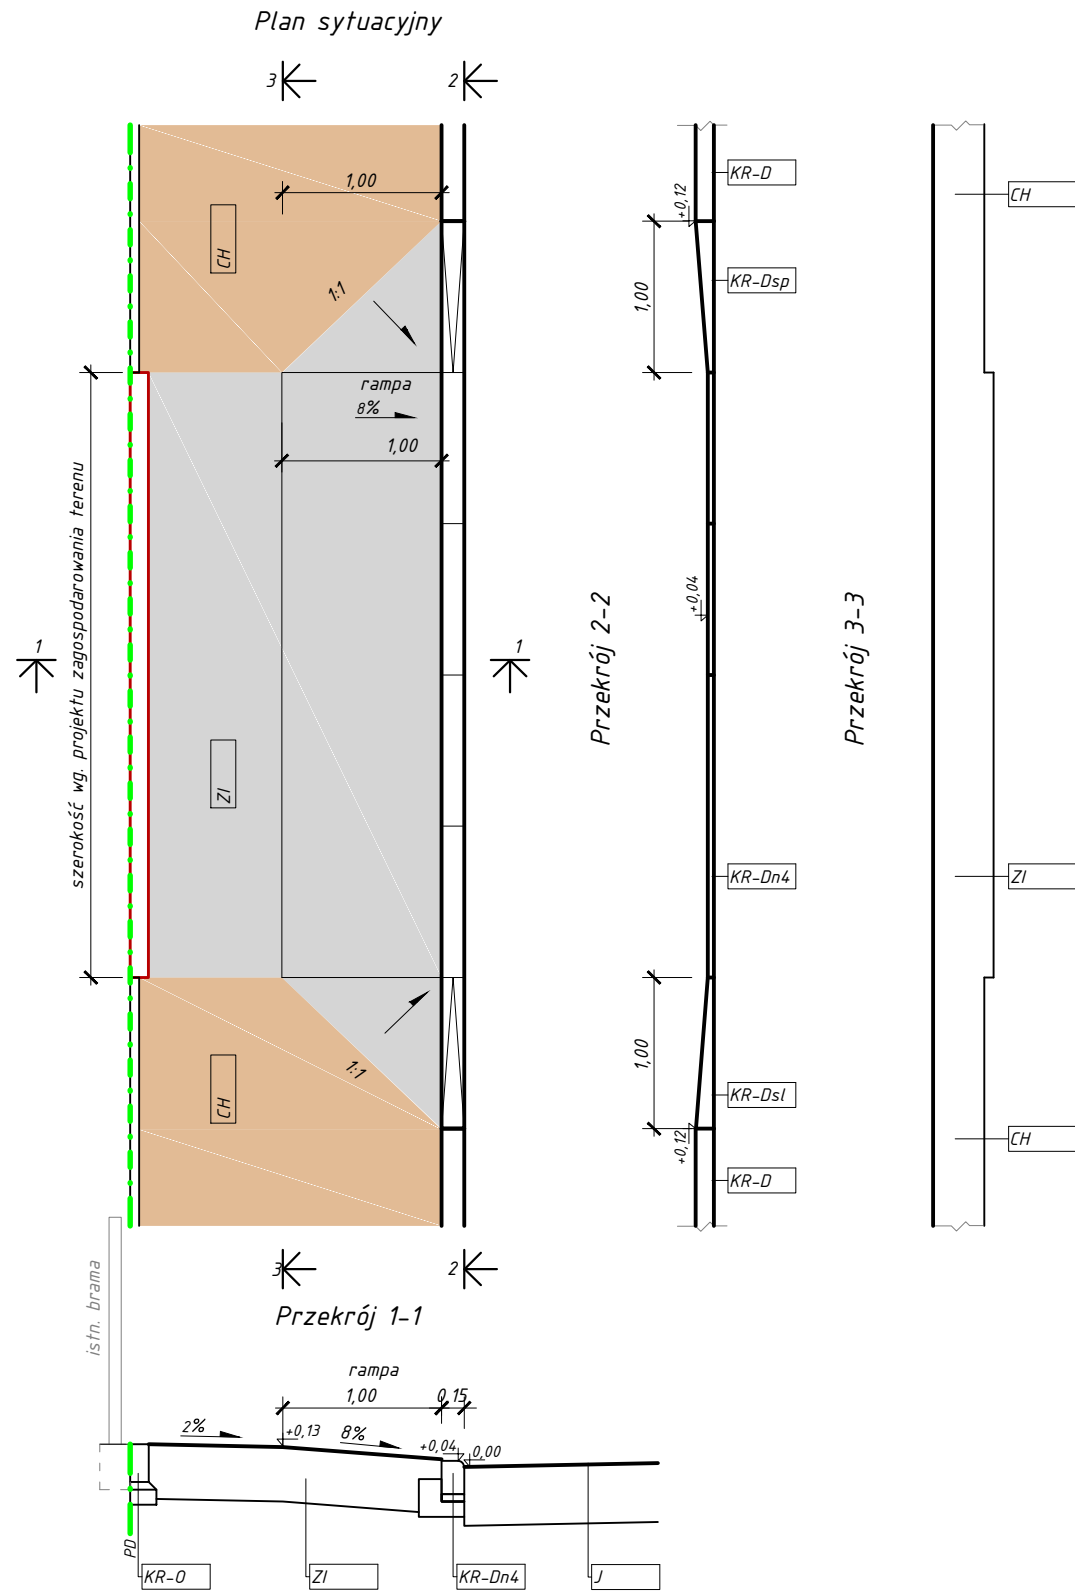 Plan sytuacyjny
3
2
1,00
CH
1:1
rampa
8%
1,00
szerokość wg. projektu zagospodarowania terenu
1
1
ZI
CH
1:1
3
2
+0,12
KR-D
1,00
KR-Dsp
+0,04
Przekrój 2-2
KR-Dn4
1,00
KR-Dsl
+0,12
KR-D
CH
Przekrój 3-3
ZI
CH
Przekrój 1-1
istn. brama
rampa
1,00
0,15
2%
+0,13
8%
+0,04
0,00
PD
KR-O
ZI
KR-Dn4
J